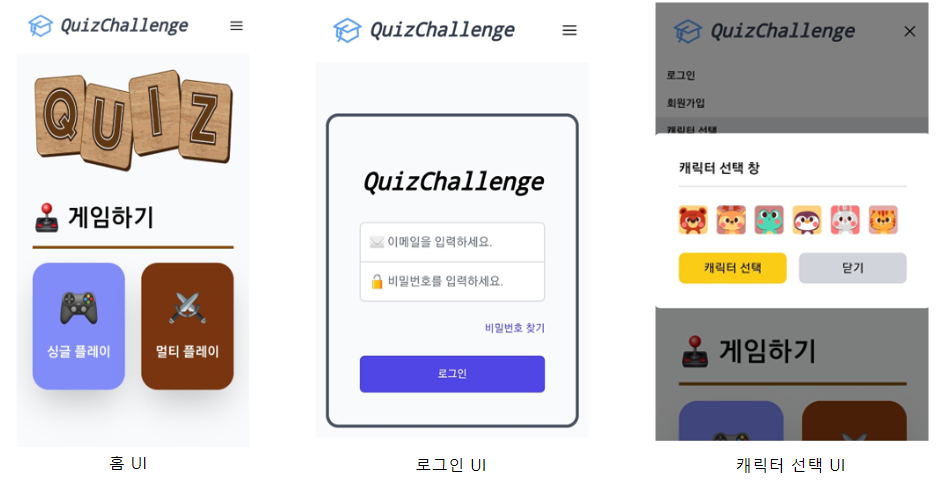 QuizChallenge
QUIZ
게임하기
싱글 플레이
멀티 플레이
홈 UI
QuizChallenge
QuizChallenge
이메일을 입력하세요.
비밀번호를 입력하세요.
비밀번호 찾기
로그인
로그인 UI
QuizChallenge
로그인
회원가입
캐릭터 선택
캐릭터 선택 창
캐릭터 선택
닫기
게임하기
캐릭터 선택 UI